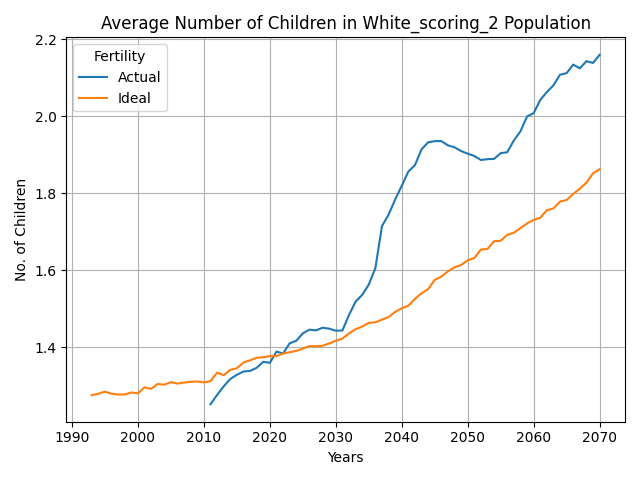 Average Number of Children in White_scoring_2 Population
Fertility
Actual
Ideal
No. of Children
2.2
2.0
1.8
1.6
1.4
1990 2000 2010 2020 2030 2040 2050 2060 2070
Years